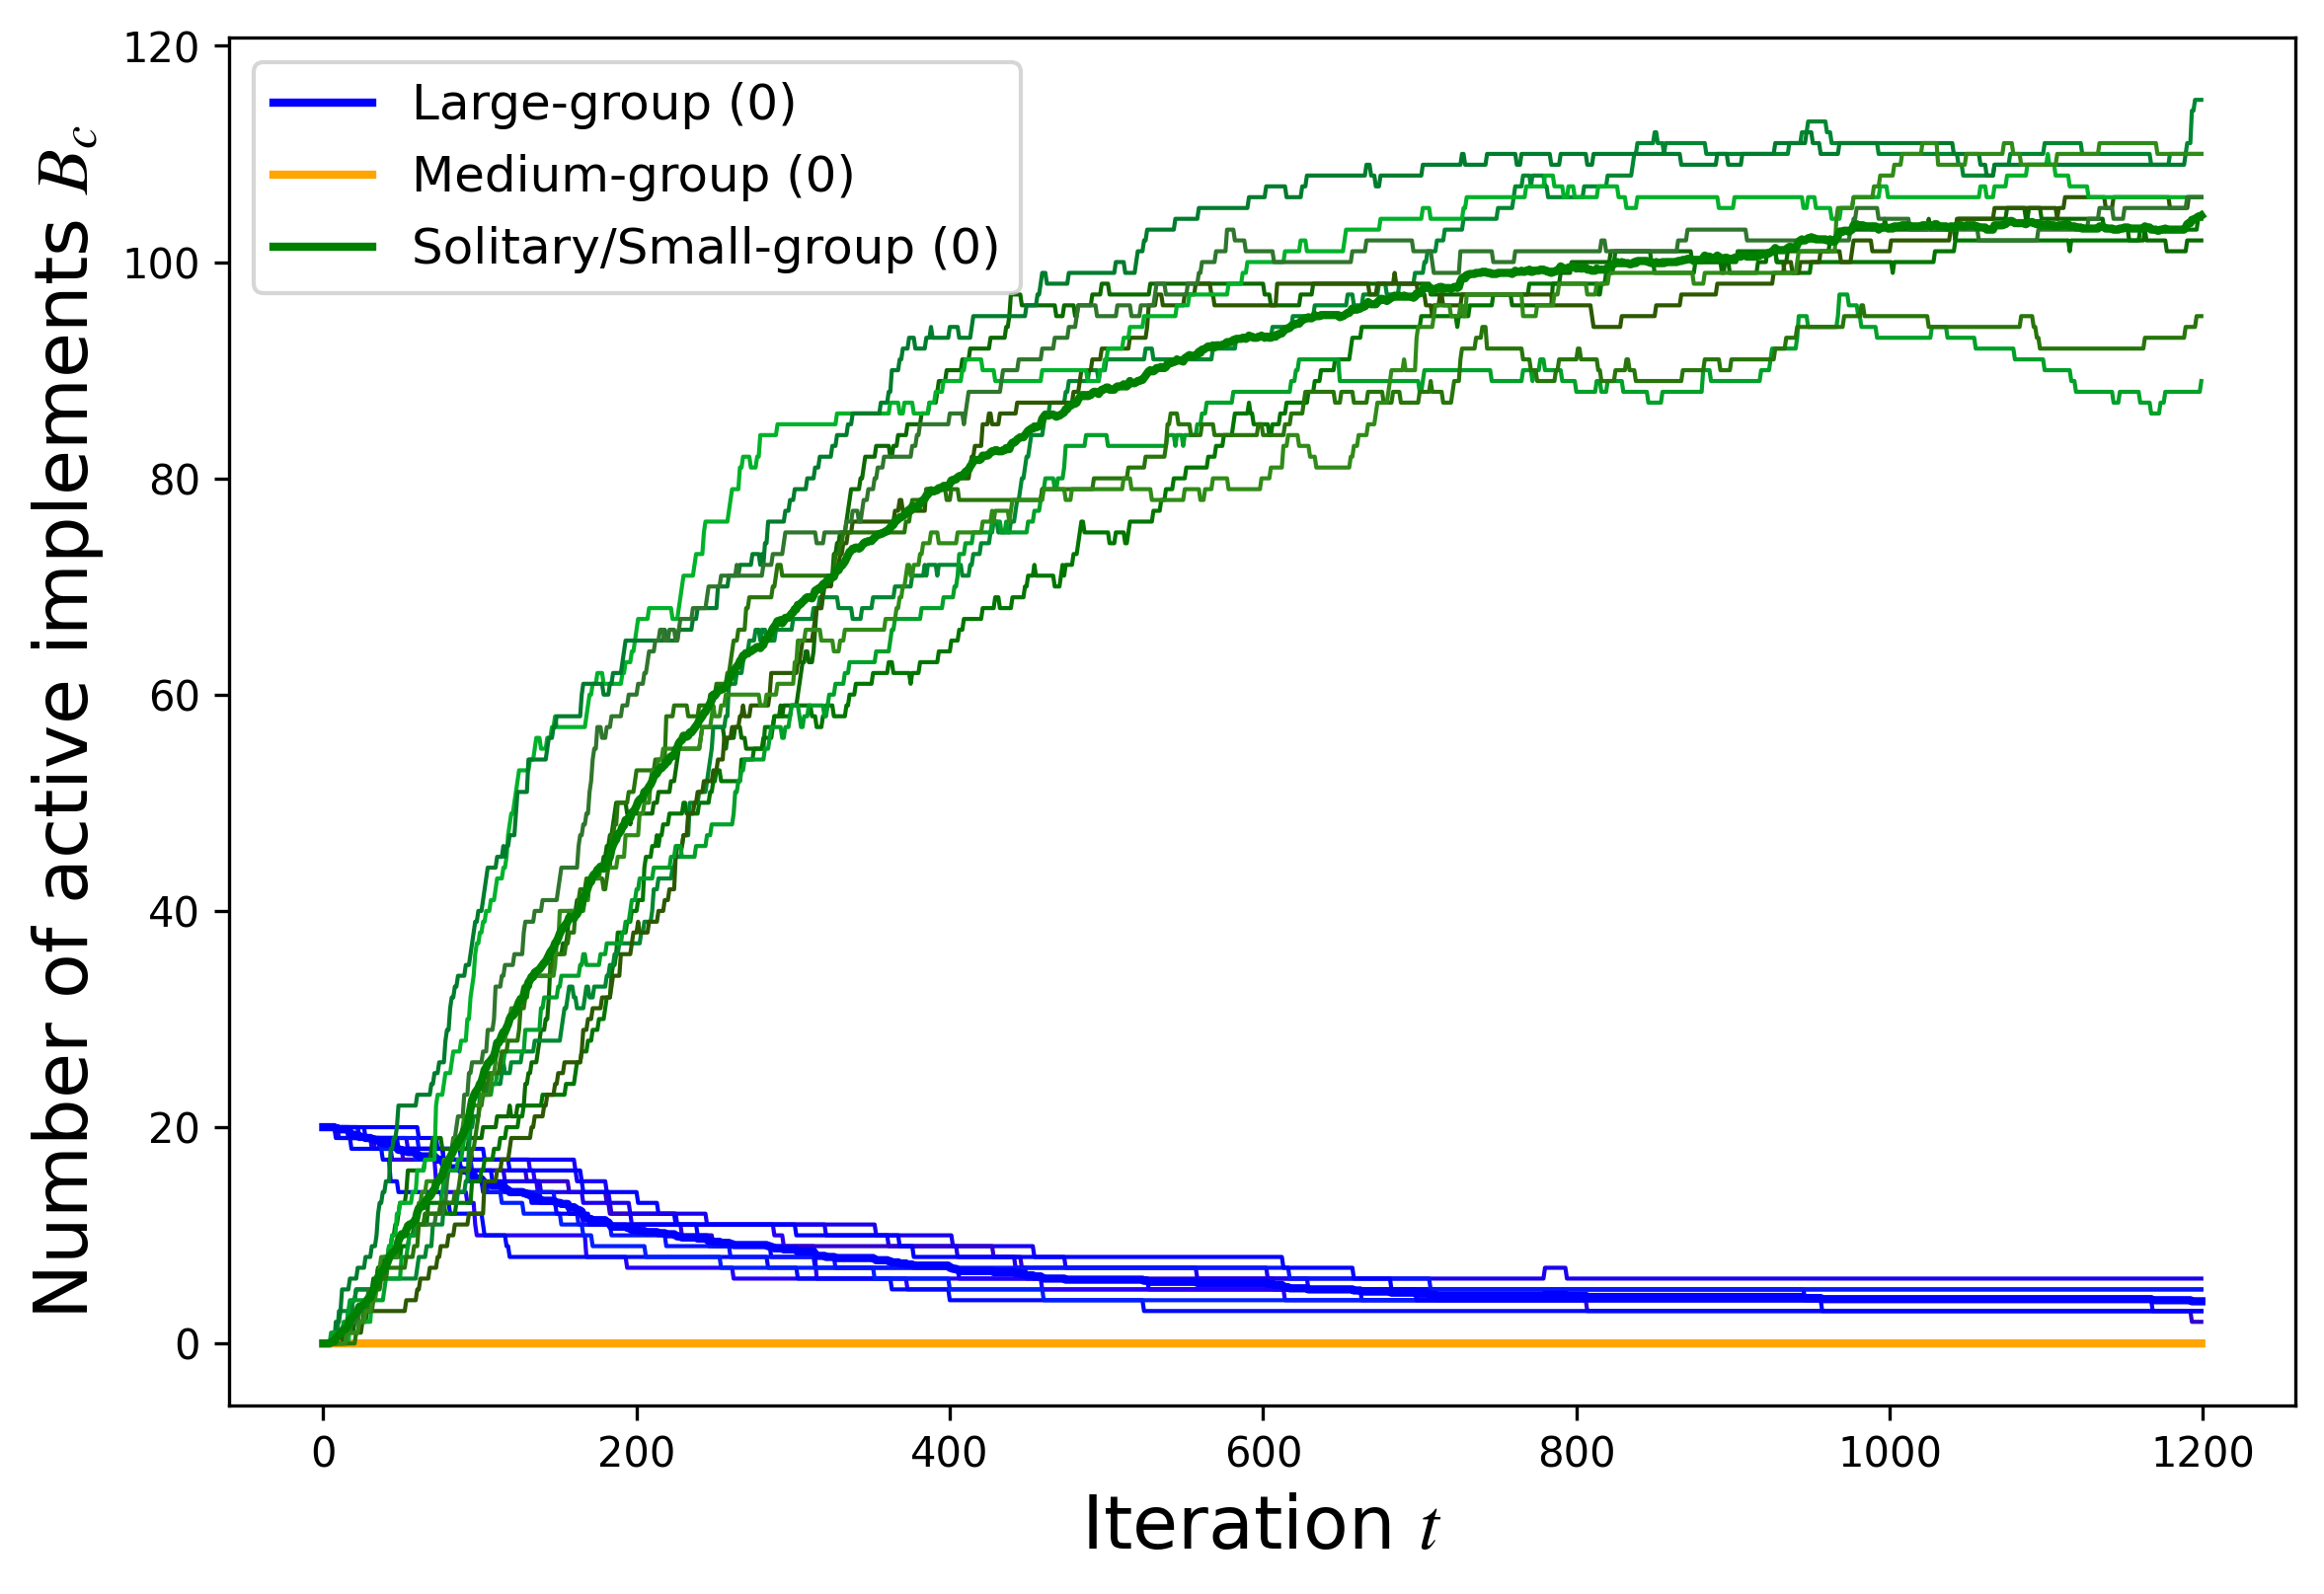 Large-group (0)
Medium-group (0)
Solitary/Small-group (0)
Number of active implements B_c
120
100
80
60
40
20
0
0 200 400 600 800 1000 1200
Iteration t